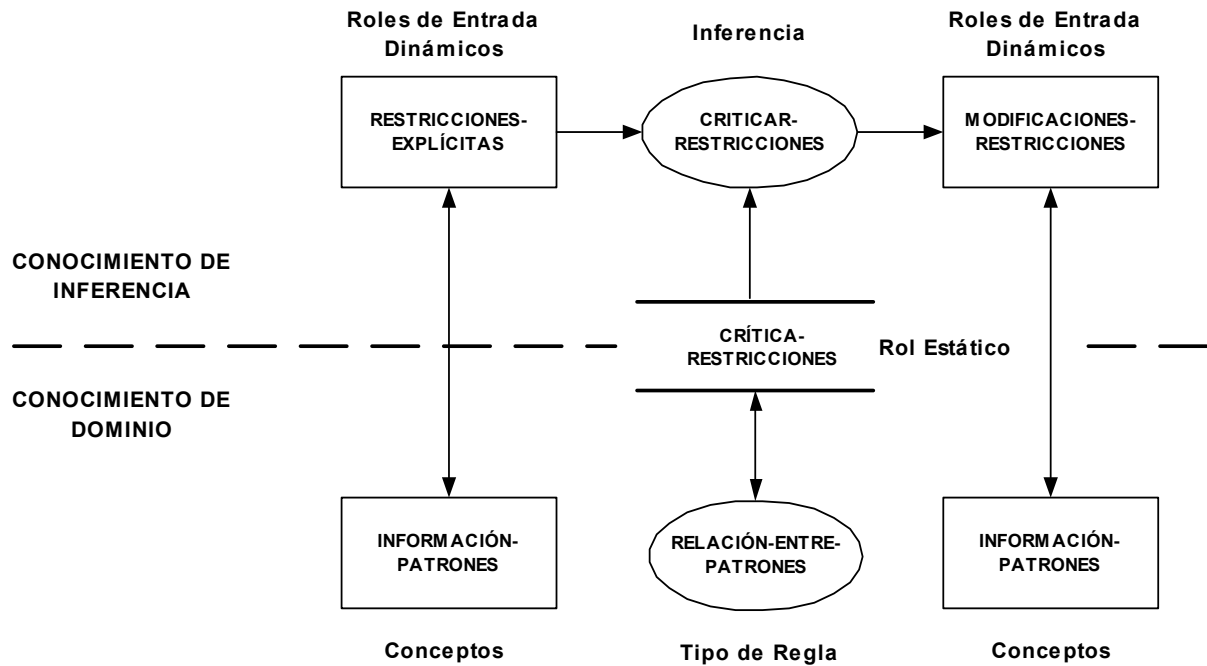 Roles de Entrada
Dinámicos
Inferencia
Roles de Entrada
Dinámicos
RESTRICCIONES-
EXPLÍCITAS
CRITICAR-
RESTRICCIONES
MODIFICACIONES-
RESTRICCIONES
CONOCIMIENTO DE
INFERENCIA
CRÍTICA-
RESTRICCIONES
Rol Estático
CONOCIMIENTO DE
DOMINIO
INFORMACIÓN-
PATRONES
RELACIÓN-ENTRE-
PATRONES
INFORMACIÓN-
PATRONES
Conceptos
Tipo de Regla
Conceptos